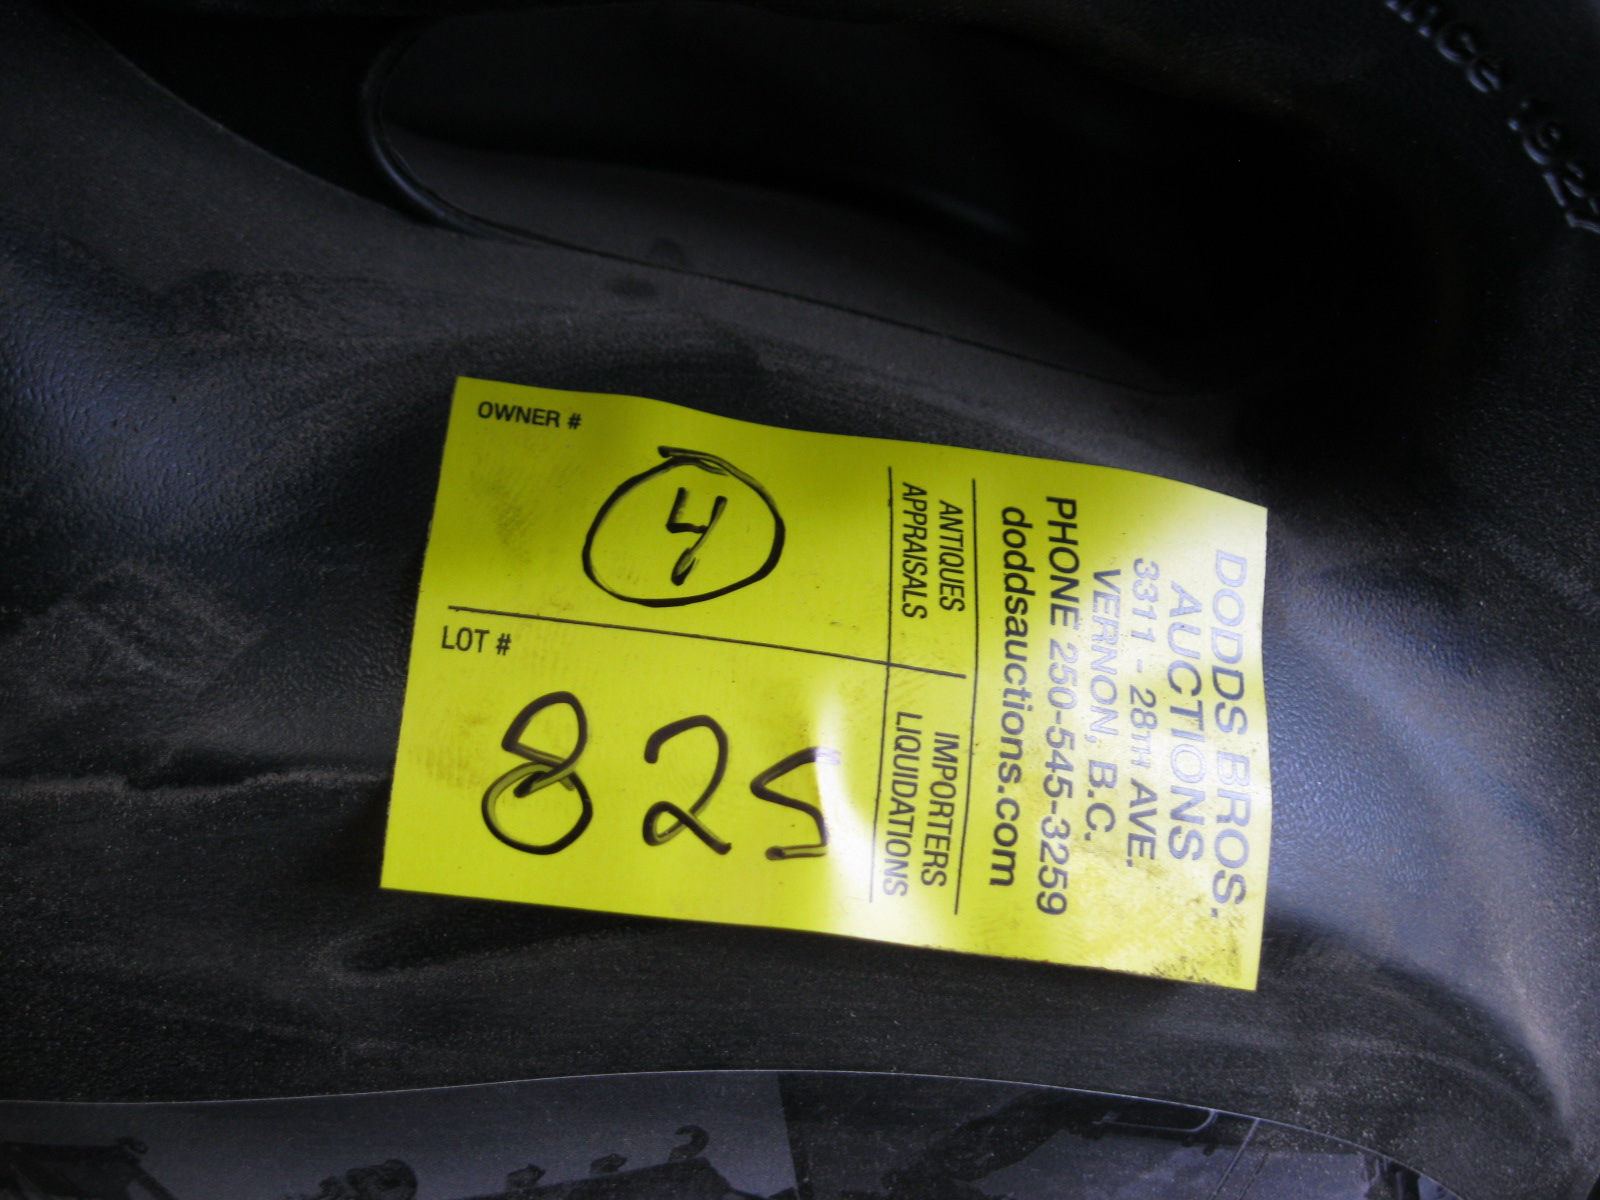 DODDS BROS.
AUCTIONS
3311 - 28TH AVE.
VERNON, B.C.
PHONE 250-545-3259
doddsauctions.com
ANTIQUES
APPRAISALS
IMPORTERS
LIQUIDATIONS
OWNER #
4
LOT #
825